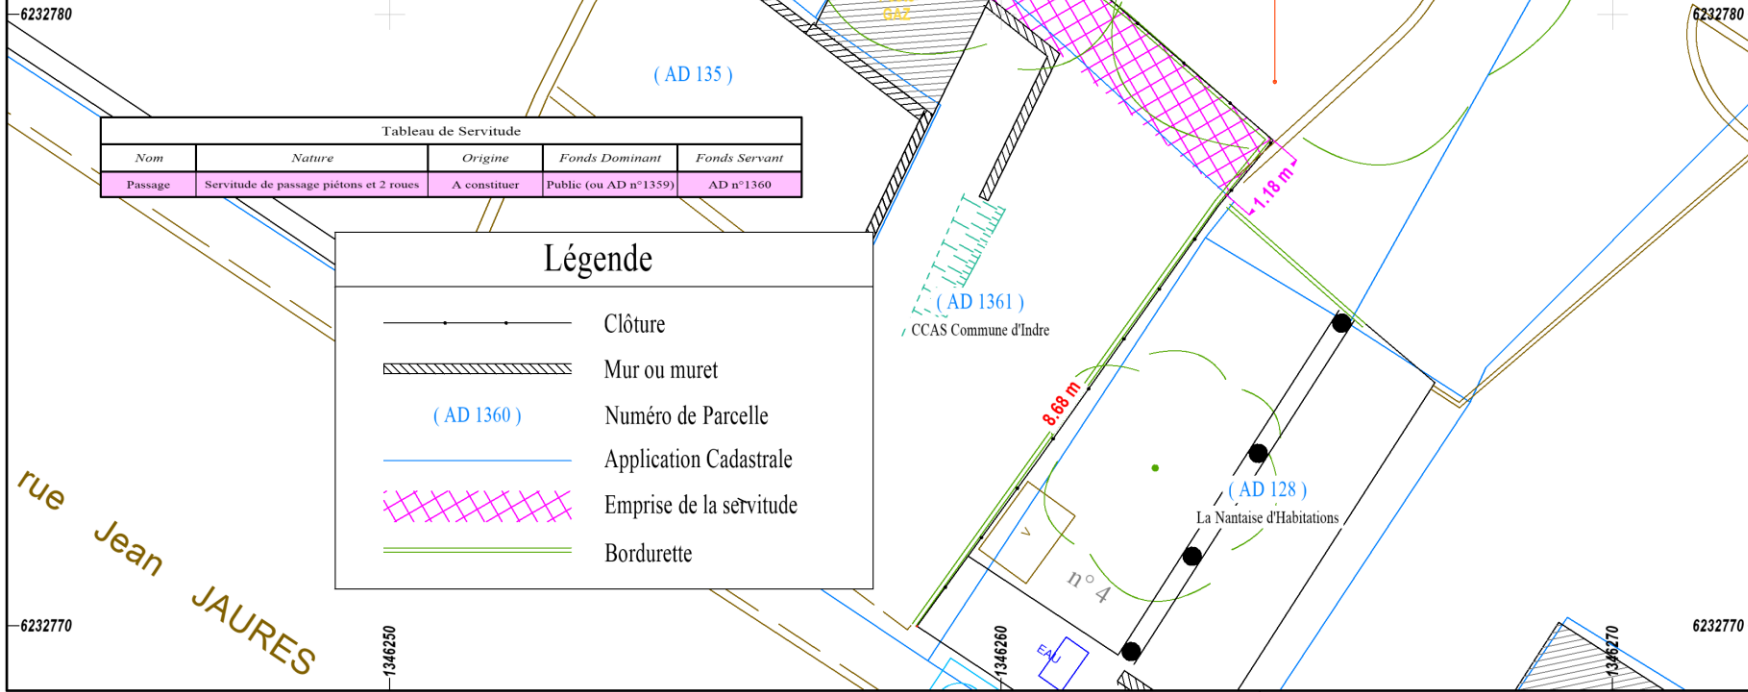 6232780
GAZ
6232780
( AD 135 )
Tableau de Servitude
Nom Nature Origine Fonds Dominant Fonds Servant
Passage Servitude de passage piétons et 2 roues A constituer Public (ou AD n°1359) AD n°1360
1.18 m
Légende
Clôture
Mur ou muret
( AD 1360 ) Numéro de Parcelle
Application Cadastrale
Emprise de la servitude
Bordurette
( AD 1361 )
CCAS Commune d'Indre
8.68 m
( AD 128 )
La Nantaise d'Habitations
V
n° 4
EAU
rue Jean JAURES
6232770
1346250
1346260
1346270
6232770